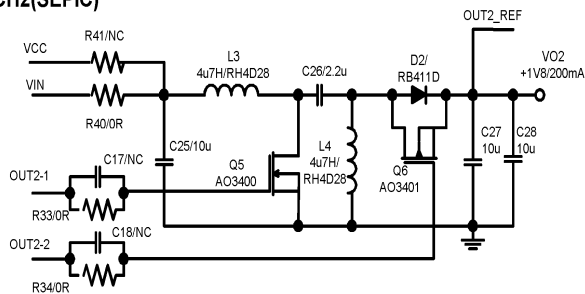 CH2(SEPIC)
OUT2_REF
R41/NC
VCC
L3
4u7H/RH4D28
C26/2.2u
D2/
RB411D
VO2
+1V8/200mA
VIN
R40/0R
C25/10u
L4
4u7H/
RH4D28
C27
10u
C28
10u
C17/NC
Q5
AO3400
Q6
AO3401
OUT2-1
R33/0R
C18/NC
OUT2-2
R34/0R